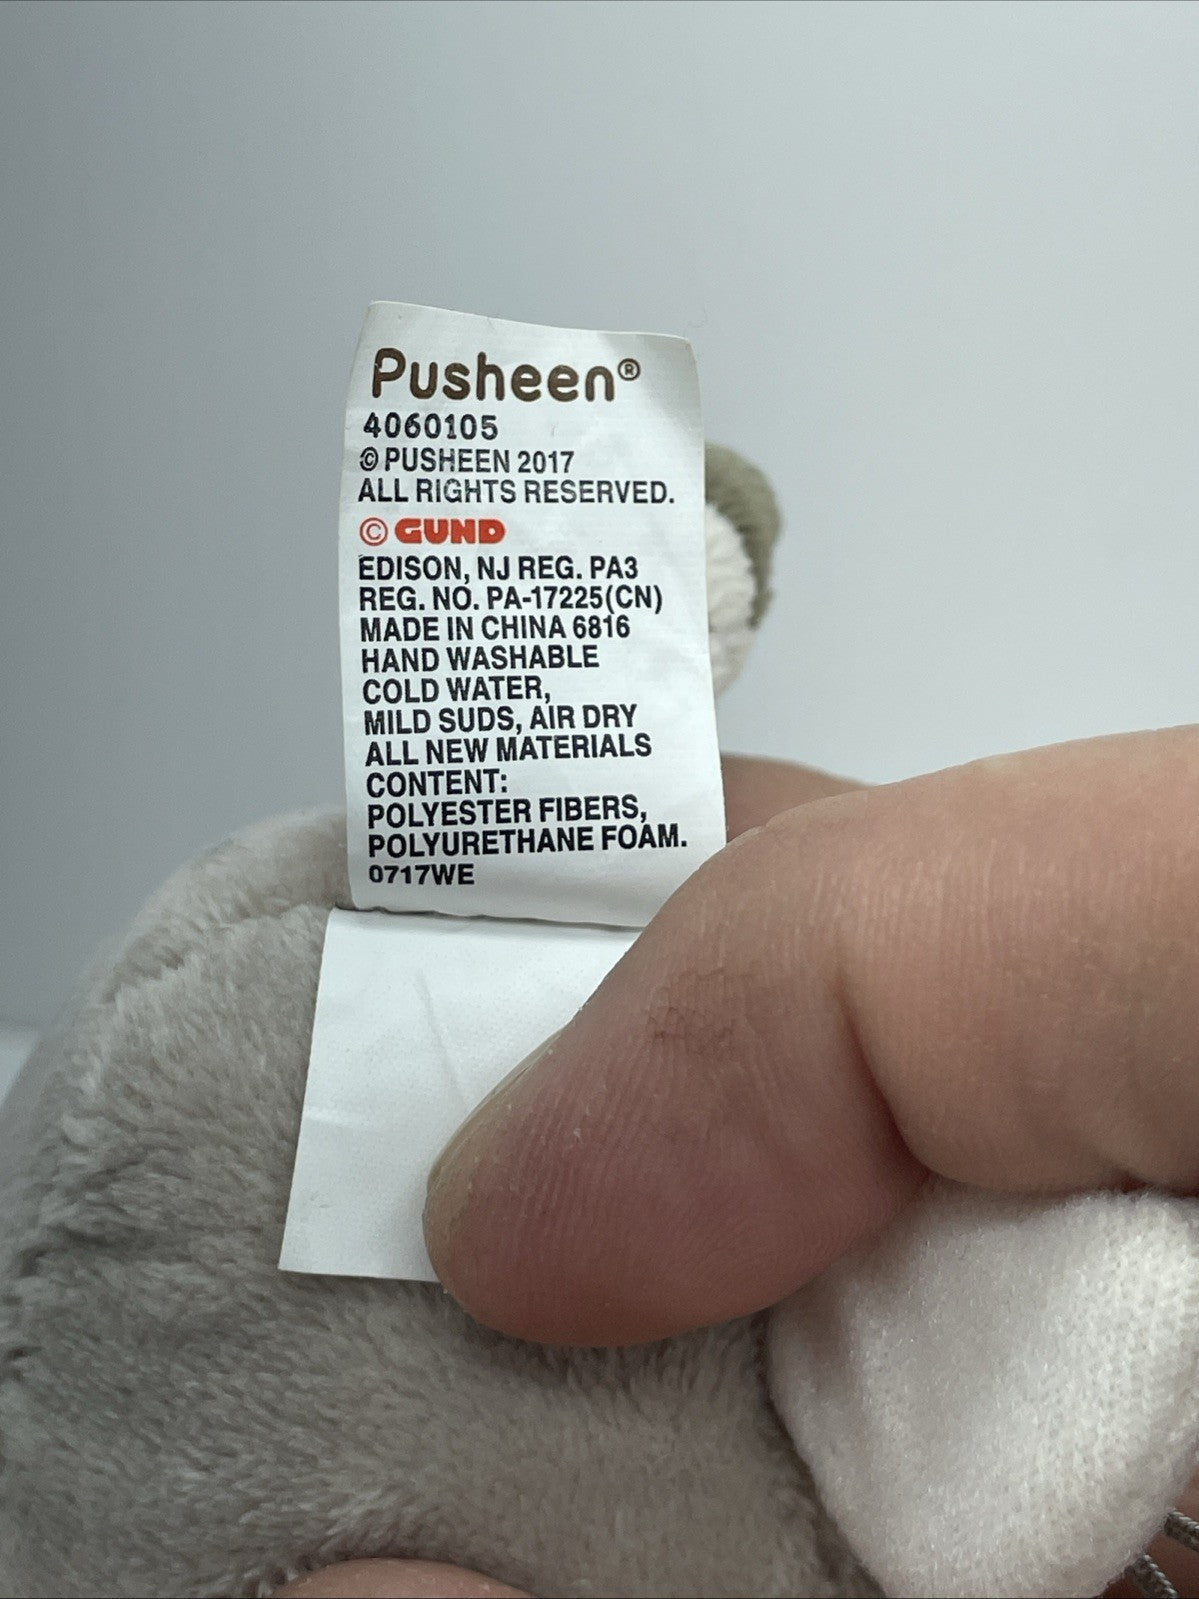 Pusheen®
4060105
© PUSHEEN 2017
ALL RIGHTS RESERVED.
© GUND
EDISON, NJ REG. PA3
REG. NO. PA-17225(CN)
MADE IN CHINA 6816
HAND WASHABLE
COLD WATER,
MILD SUDS, AIR DRY
ALL NEW MATERIALS
CONTENT:
POLYESTER FIBERS,
POLYURETHANE FOAM.
0717WE